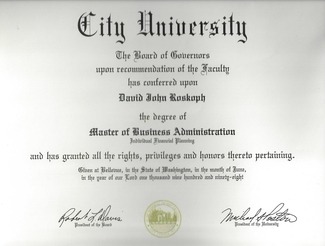 City University
The Board of Governors
upon recommendation of the Faculty
has conferred upon
David John Roskoph
the degree of
Master of Business Administration
Individual Financial Planning
and has granted all the rights, privileges and honors thereto pertaining.
Given at Bellevue, in the State of Washington, in the month of June,
in the year of our Lord one thousand nine hundred and ninety-eight
President of the Board
President of the University